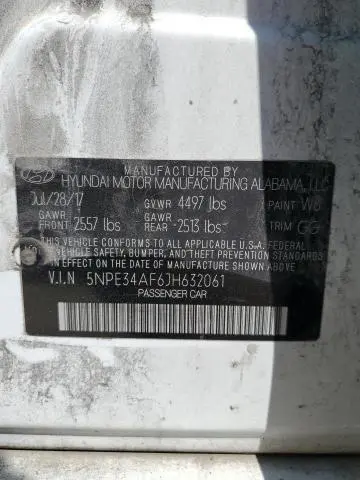 MANUFACTURED BY
HYUNDAI MOTOR MANUFACTURING ALABAMA, LLC
Jul/28/17 GVWR 4497 lbs PAINT W8
GAWR FRONT 2557 lbs GAWR REAR 2513 lbs TRIM GG
THIS VEHICLE CONFORMS TO ALL APPLICABLE U.S.A. FEDERAL
MOTOR VEHICLE SAFETY, BUMPER, AND THEFT PREVENTION STANDARDS
IN EFFECT ON THE DATE OF MANUFACTURE SHOWN ABOVE.
V.I.N 5NPE34AF6JH632061
PASSENGER CAR